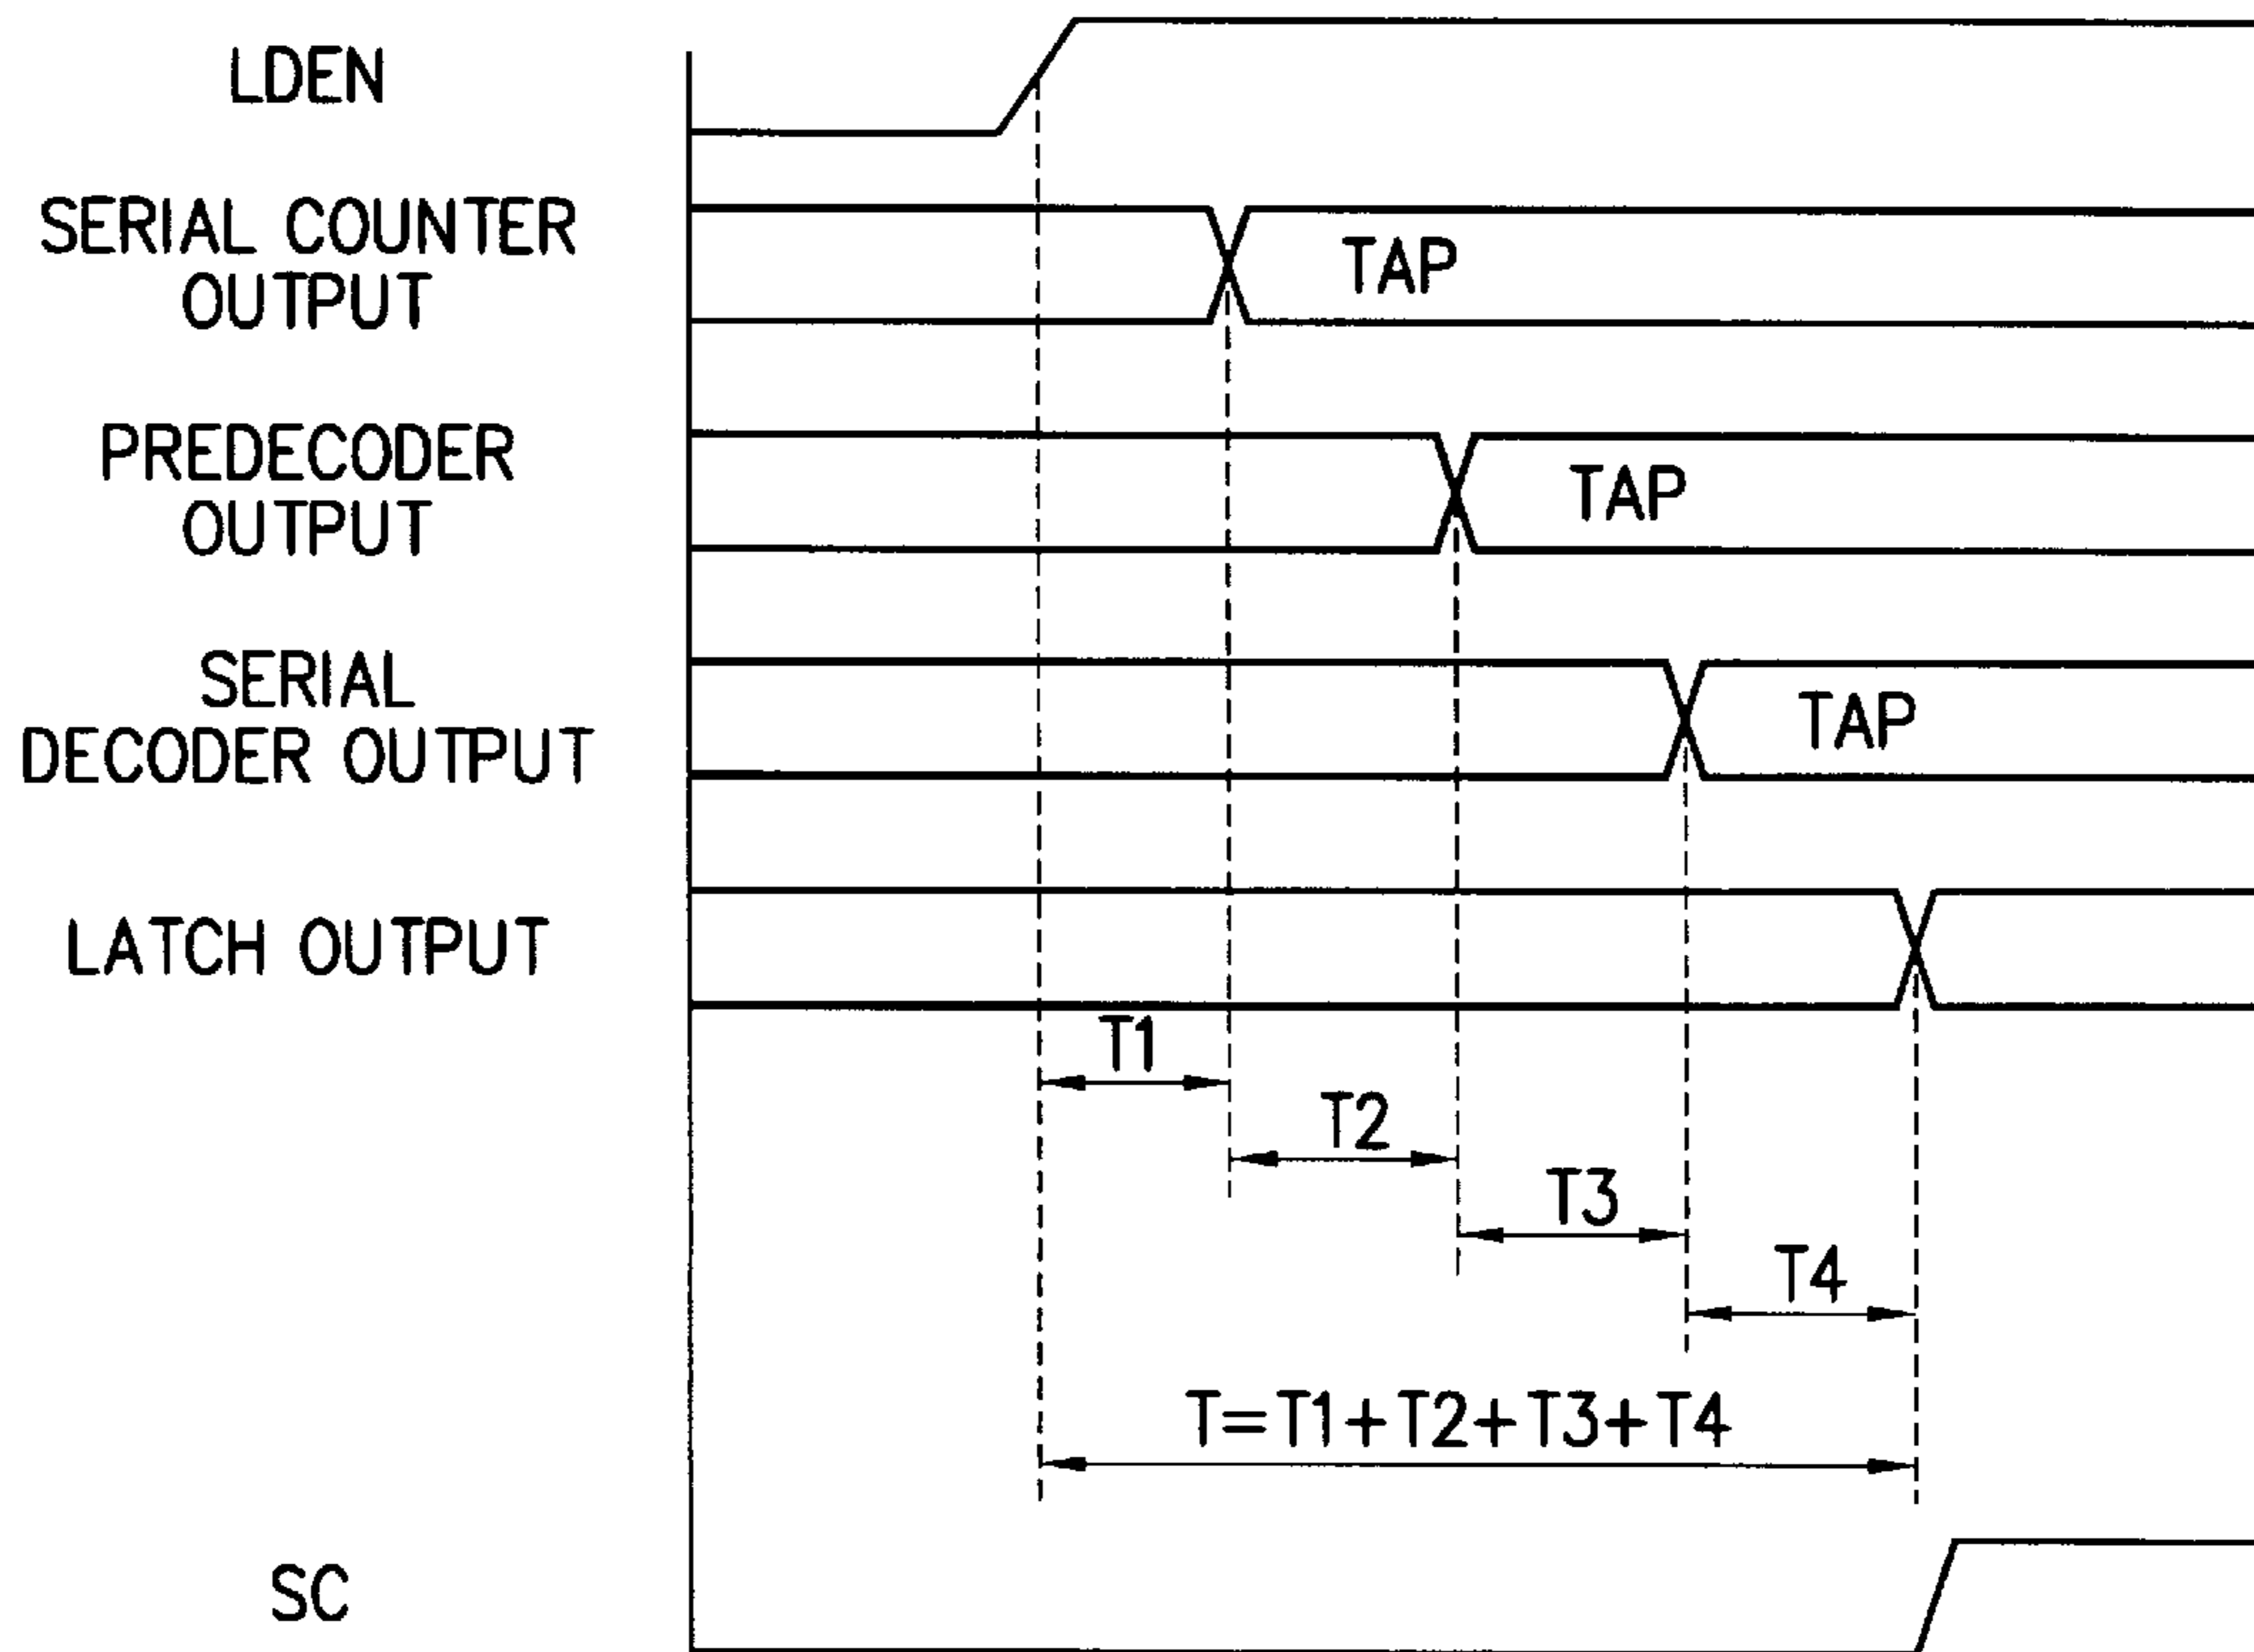 LDEN
SERIAL COUNTER
OUTPUT
TAP
PREDECODER
OUTPUT
TAP
SERIAL
DECODER OUTPUT
TAP
LATCH OUTPUT
T1
T2
T3
T4
T=T1+T2+T3+T4
SC